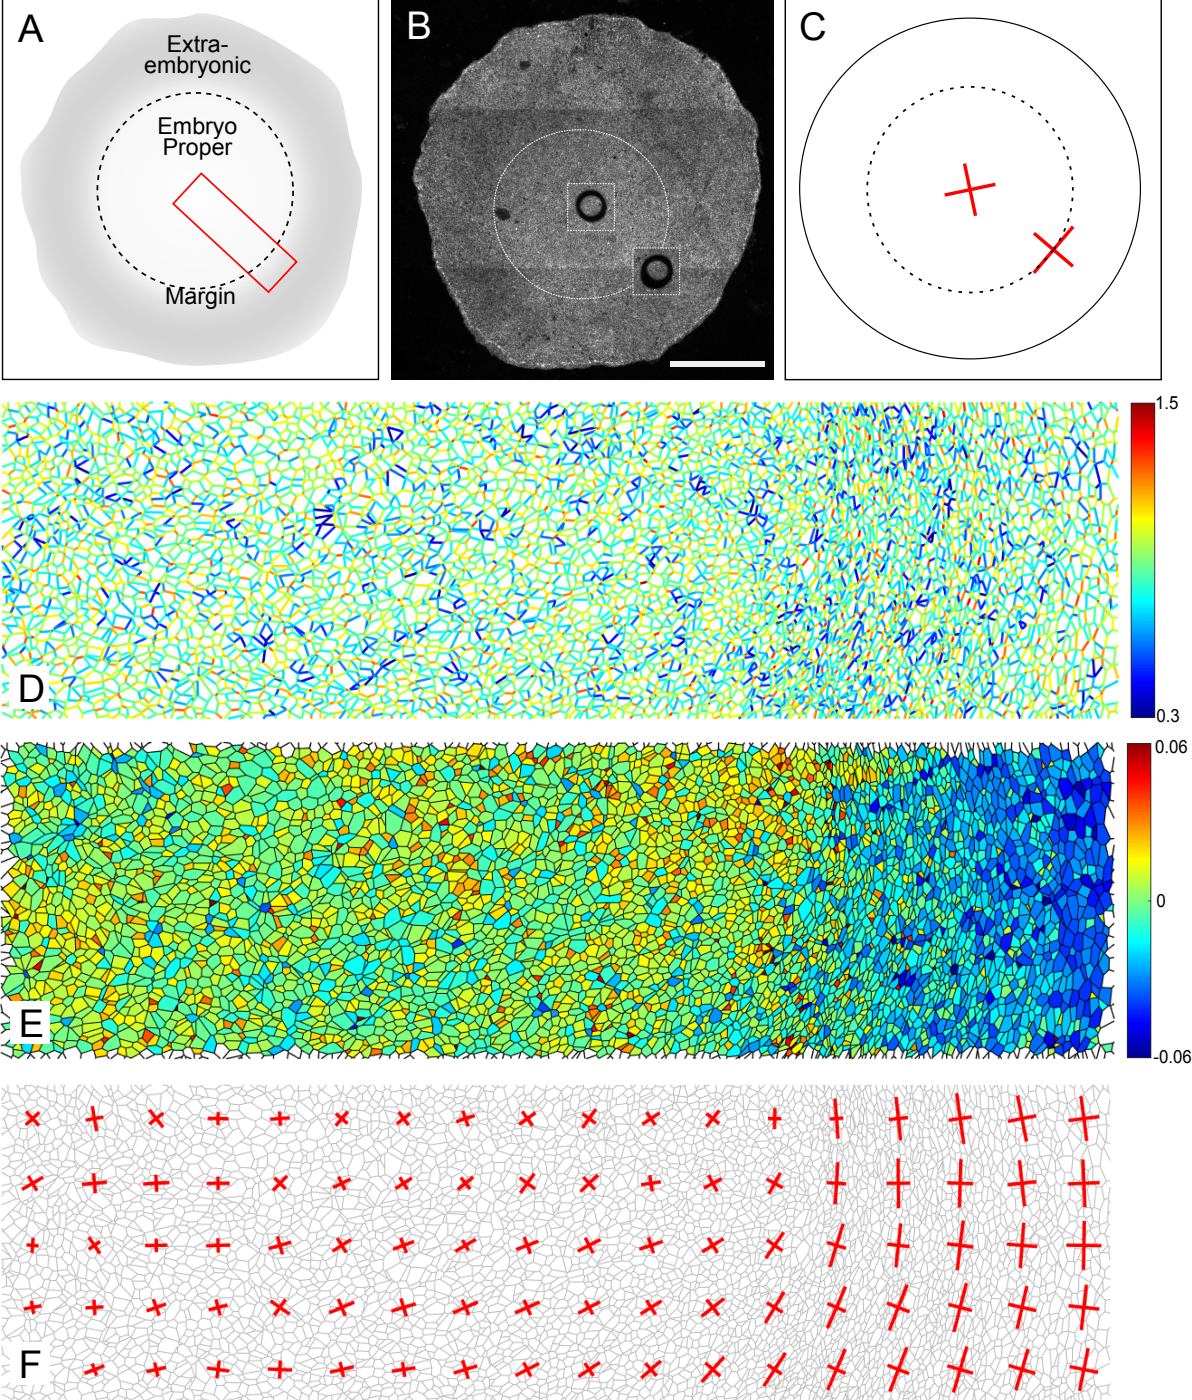 A
Extra-
embryonic
Embryo
Proper
Margin
B
C
D
1.5
0.3
E
0.06
0
-0.06
F